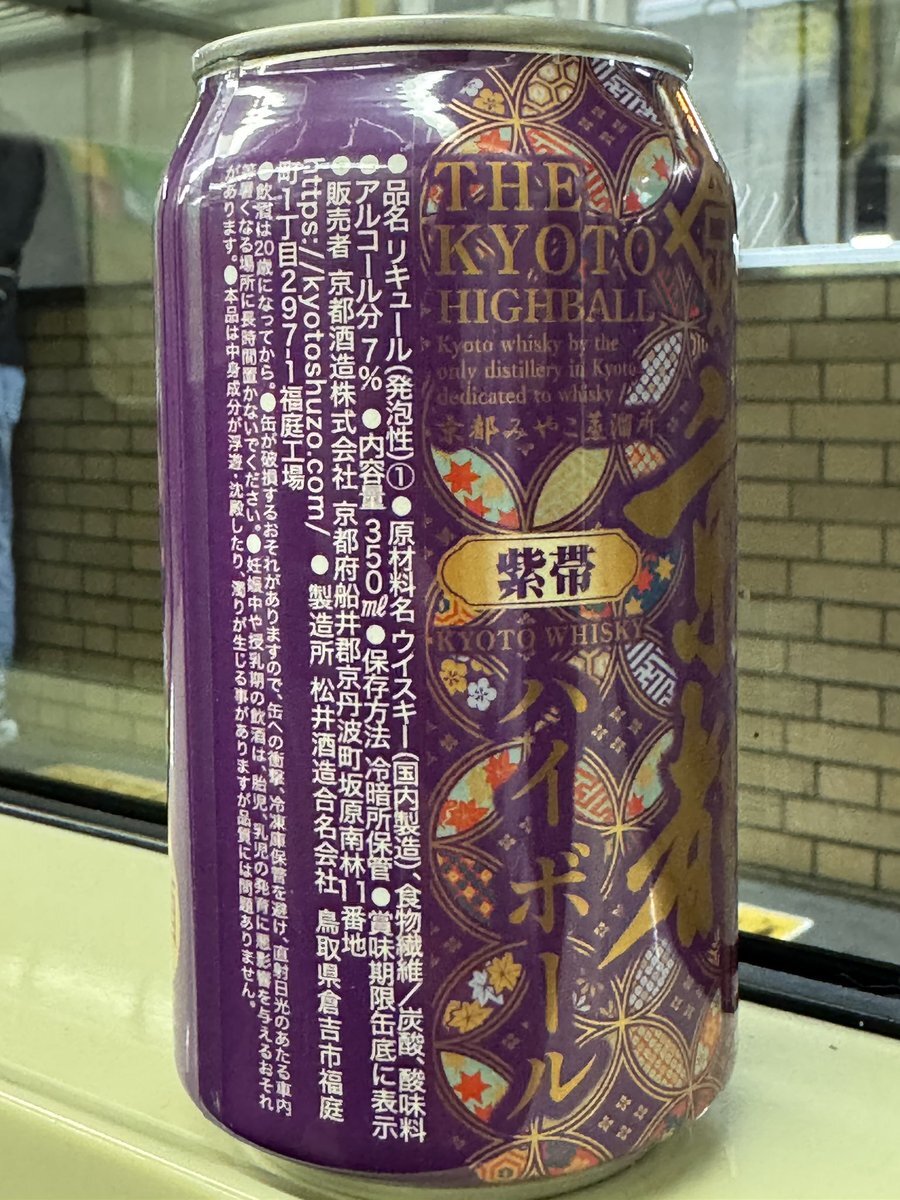 THE
KYOTO
HIGHBALL
Kyoto whisky by the
only distillery in Kyoto
dedicated to whisky
京都みやこ蒸溜所
紫帯
KYOTO WHISKY
ハイボール
京都
●品名 リキュール(発泡性)① ●原材料名 ウイスキー(国内製造)、食物繊維/炭酸、酸味料
●アルコール分 7% ●内容量 350㎖ ●保存方法 冷暗所保管 ●賞味期限 缶底に表示
●販売者 京都酒造株式会社 京都府船井郡京丹波町坂原南林11番地
https://kyotoshuzo.com/ ●製造所 松井酒造合名会社 鳥取県倉吉市福庭
町1丁目297-1 福庭工場
●飲酒は20歳になってから。●缶が破損するおそれがありますので、缶への衝撃、冷凍庫保管を避け、直射日光のあたる車内
等暑くなる場所に長時間置かないでください。●妊娠中や授乳期の飲酒は、胎児、乳児の発育に悪影響を与えるおそれ
があります。●本品は中身成分が浮遊・沈殿したり、濁りが生じる事がありますが品質には問題ありません。